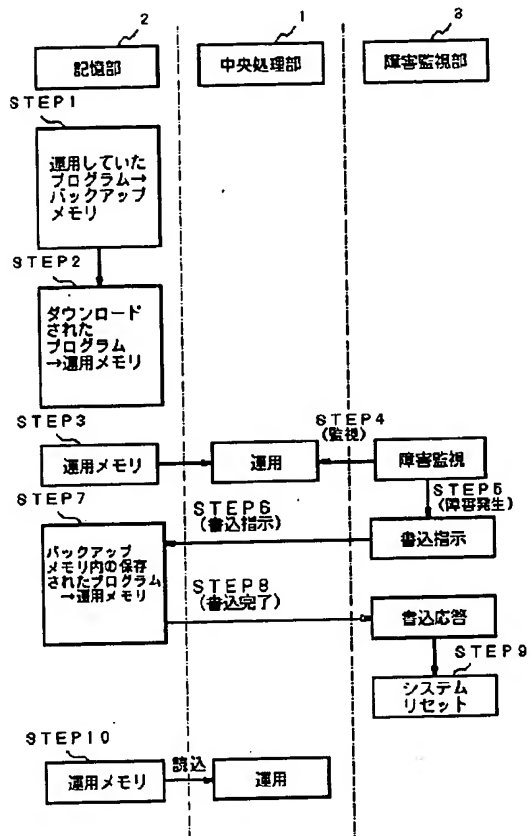 2
1
3
記憶部
中央処理部
障害監視部
STEP1
運用していた
プログラム→
バックアップ
メモリ
STEP2
ダウンロード
された
プログラム
→運用メモリ
STEP3
STEP4
(監視)
運用メモリ
運用
障害監視
STEP5
(障害発生)
STEP7
STEP6
(書込指示)
書込指示
バックアップ
メモリ内の保存
されたプログラム
→運用メモリ
STEP8
(書込完了)
書込応答
STEP9
システム
リセット
STEP10
運用メモリ
読込
運用